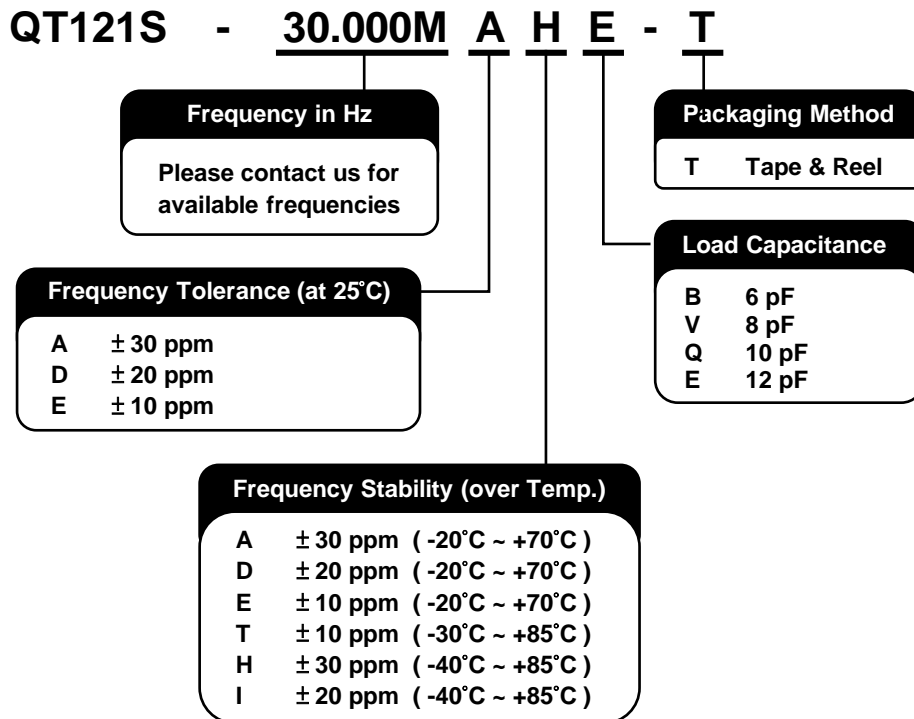 QT121S - 30.000M A H E - T
Frequency in Hz
Please contact us for
available frequencies
Packaging Method
T Tape & Reel
Load Capacitance
B 6 pF
V 8 pF
Q 10 pF
E 12 pF
Frequency Tolerance (at 25˚C)
A ± 30 ppm
D ± 20 ppm
E ± 10 ppm
Frequency Stability (over Temp.)
A ± 30 ppm ( -20˚C ~ +70˚C )
D ± 20 ppm ( -20˚C ~ +70˚C )
E ± 10 ppm ( -20˚C ~ +70˚C )
T ± 10 ppm ( -30˚C ~ +85˚C )
H ± 30 ppm ( -40˚C ~ +85˚C )
I ± 20 ppm ( -40˚C ~ +85˚C )